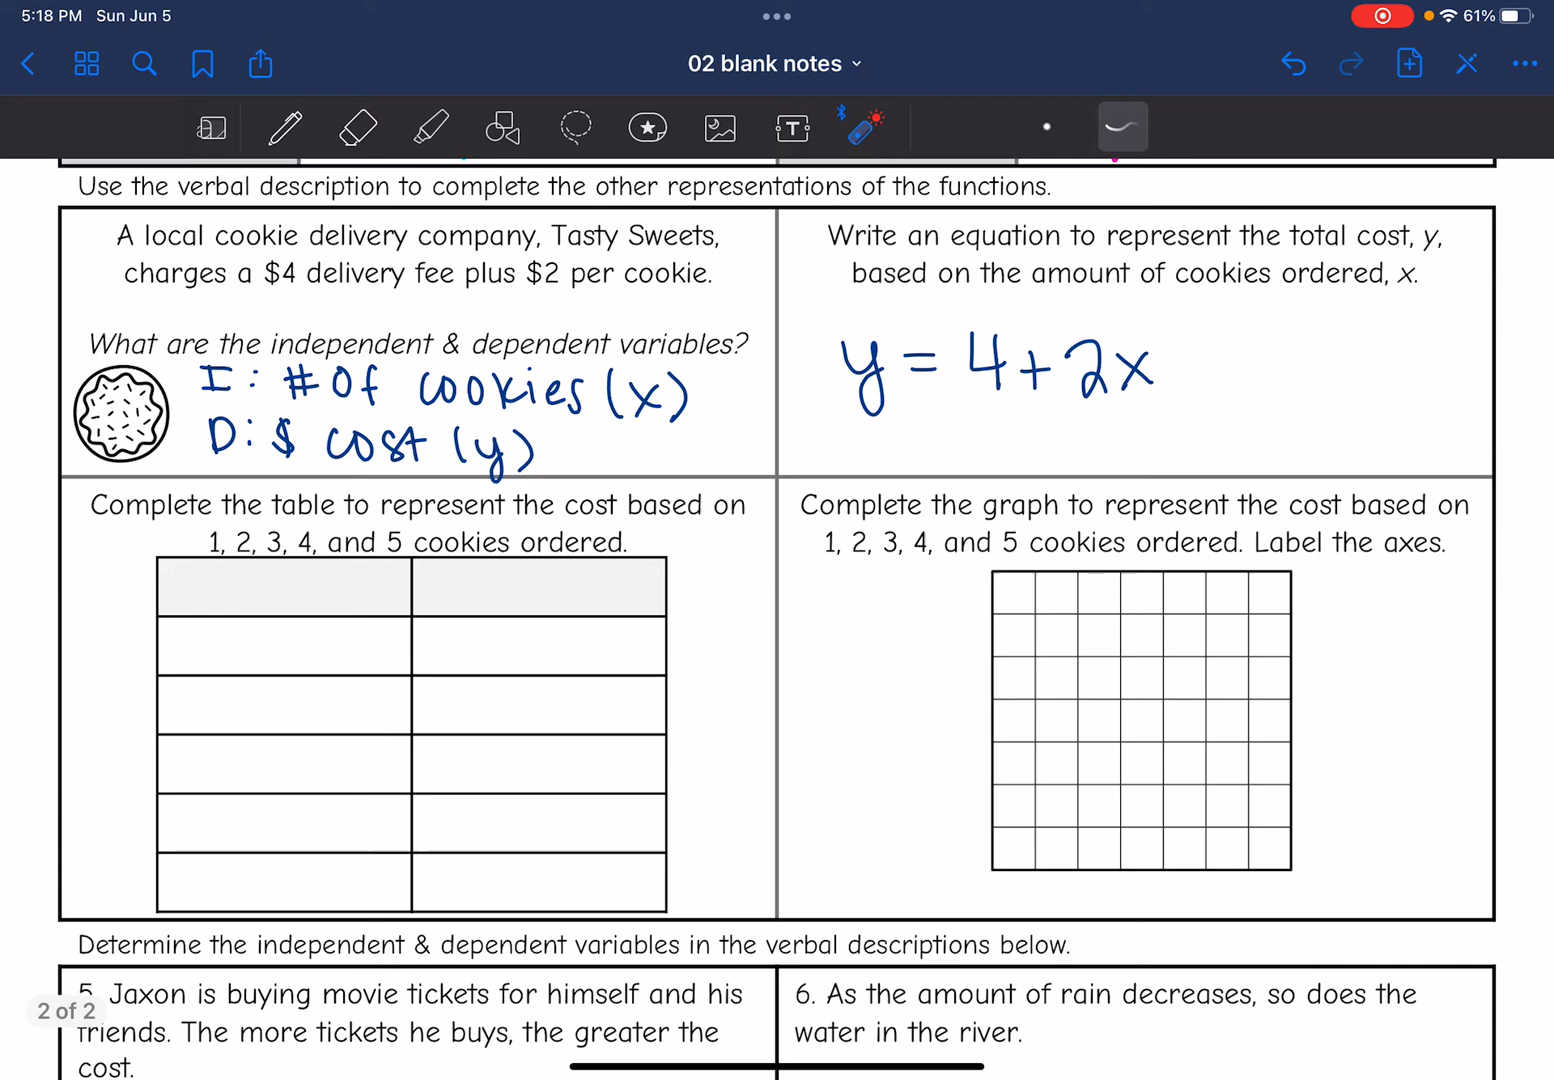 5:18 PM Sun Jun 5
61%
02 blank notes
T
Use the verbal description to complete the other representations of the functions.
A local cookie delivery company, Tasty Sweets,
charges a $4 delivery fee plus $2 per cookie.
What are the independent & dependent variables?
I: # of cookies (x)
D: $ cost (y)
Write an equation to represent the total cost, y,
based on the amount of cookies ordered, x.
y = 4 + 2x
Complete the table to represent the cost based on
1, 2, 3, 4, and 5 cookies ordered.
Complete the graph to represent the cost based on
1, 2, 3, 4, and 5 cookies ordered. Label the axes.
Determine the independent & dependent variables in the verbal descriptions below.
5. Jaxon is buying movie tickets for himself and his
friends. The more tickets he buys, the greater the
cost.
2 of 2
6. As the amount of rain decreases, so does the
water in the river.